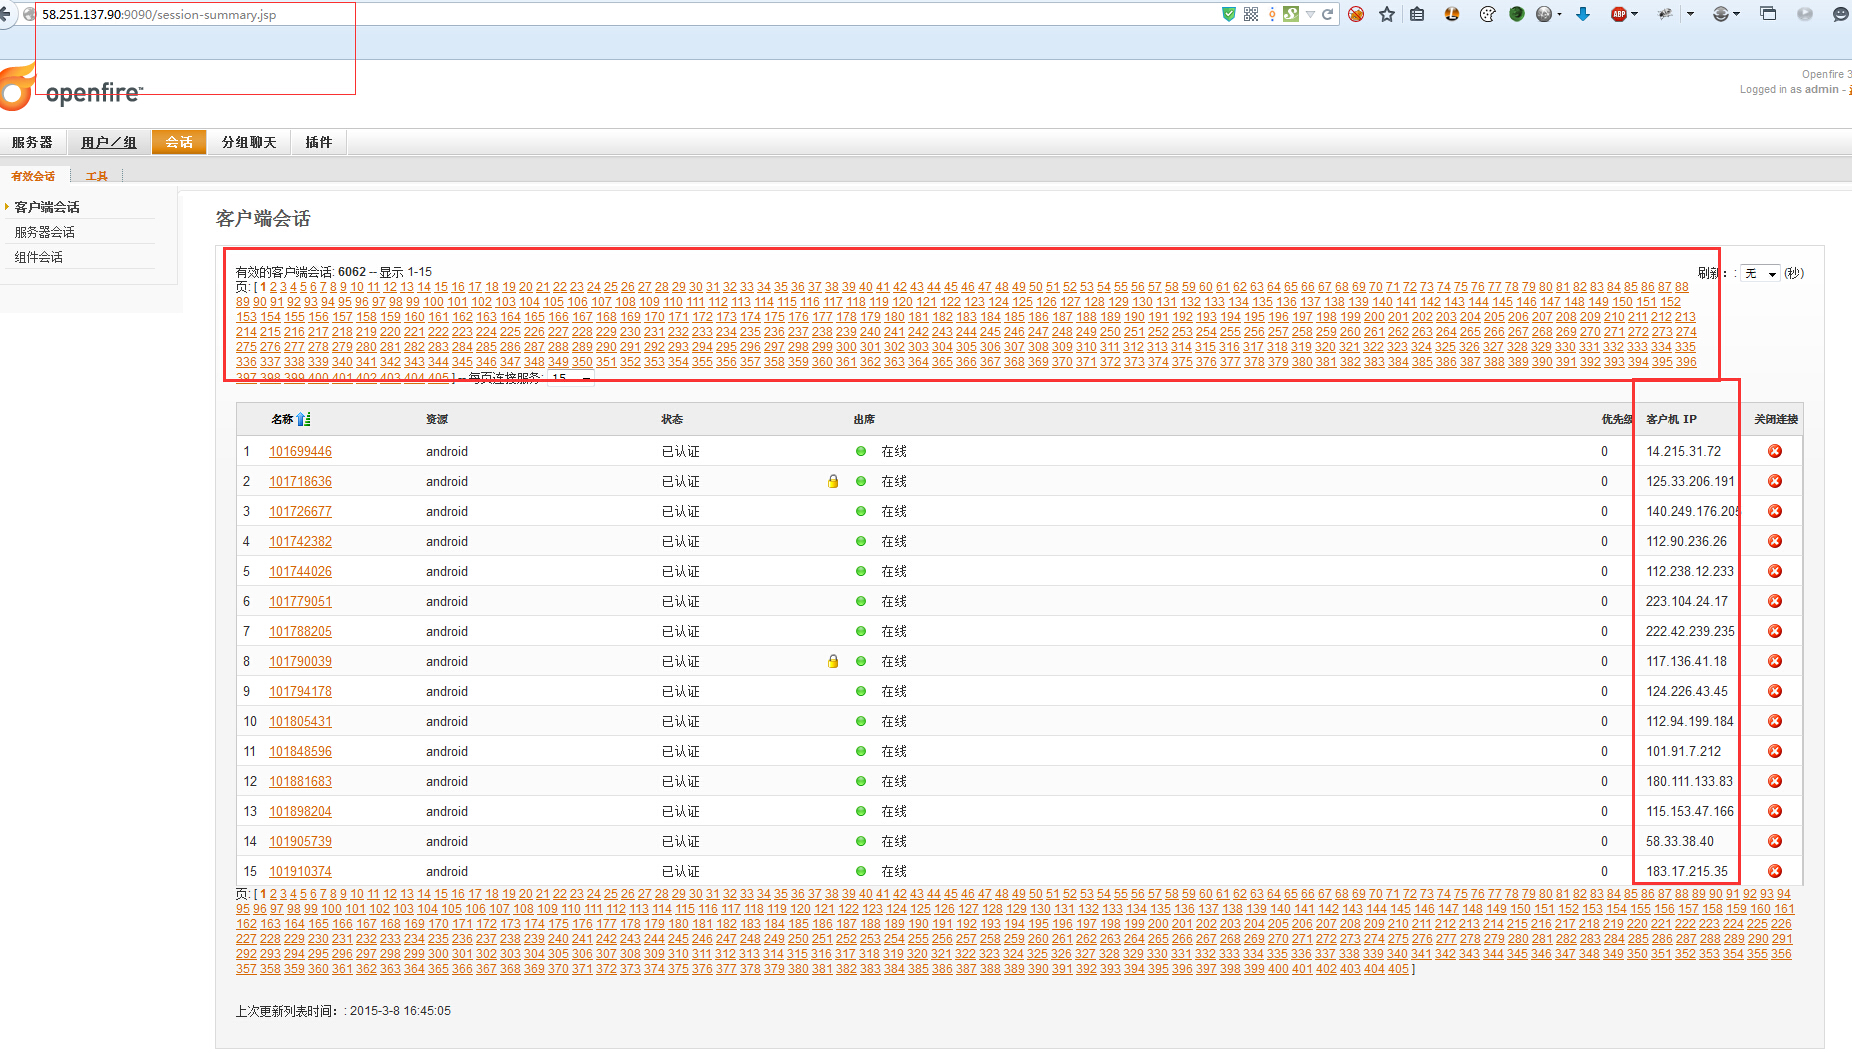 58.251.137.90:9090/session-summary.jsp
openfire™
Openfire 3
Logged in as admin -
服务器 用户／组 会话 分组聊天 插件
有效会话 工具
客户端会话
服务器会话
组件会话
客户端会话
有效的客户端会话: 6062 -- 显示 1-15
刷新: : 无 (秒)
页: [ 1 2 3 4 5 6 7 8 9 10 11 12 13 14 15 16 17 18 19 20 21 22 23 24 25 26 27 28 29 30 31 32 33 34 35 36 37 38 39 40 41 42 43 44 45 46 47 48 49 50 51 52 53 54 55 56 57 58 59 60 61 62 63 64 65 66 67 68 69 70 71 72 73 74 75 76 77 78 79 80 81 82 83 84 85 86 87 88
89 90 91 92 93 94 95 96 97 98 99 100 101 102 103 104 105 106 107 108 109 110 111 112 113 114 115 116 117 118 119 120 121 122 123 124 125 126 127 128 129 130 131 132 133 134 135 136 137 138 139 140 141 142 143 144 145 146 147 148 149 150 151 152
153 154 155 156 157 158 159 160 161 162 163 164 165 166 167 168 169 170 171 172 173 174 175 176 177 178 179 180 181 182 183 184 185 186 187 188 189 190 191 192 193 194 195 196 197 198 199 200 201 202 203 204 205 206 207 208 209 210 211 212 213
214 215 216 217 218 219 220 221 222 223 224 225 226 227 228 229 230 231 232 233 234 235 236 237 238 239 240 241 242 243 244 245 246 247 248 249 250 251 252 253 254 255 256 257 258 259 260 261 262 263 264 265 266 267 268 269 270 271 272 273 274
275 276 277 278 279 280 281 282 283 284 285 286 287 288 289 290 291 292 293 294 295 296 297 298 299 300 301 302 303 304 305 306 307 308 309 310 311 312 313 314 315 316 317 318 319 320 321 322 323 324 325 326 327 328 329 330 331 332 333 334 335
336 337 338 339 340 341 342 343 344 345 346 347 348 349 350 351 352 353 354 355 356 357 358 359 360 361 362 363 364 365 366 367 368 369 370 371 372 373 374 375 376 377 378 379 380 381 382 383 384 385 386 387 388 389 390 391 392 393 394 395 396
397 398 399 400 401 402 403 404 405 ] -- 每页连接服务: 15
名称 资源 状态 出席 优先级 客户机 IP 关闭连接
1 101699446 android 已认证 在线 0 14.215.31.72
2 101718636 android 已认证 在线 0 125.33.206.191
3 101726677 android 已认证 在线 0 140.249.176.205
4 101742382 android 已认证 在线 0 112.90.236.26
5 101744026 android 已认证 在线 0 112.238.12.233
6 101779051 android 已认证 在线 0 223.104.24.17
7 101788205 android 已认证 在线 0 222.42.239.235
8 101790039 android 已认证 在线 0 117.136.41.18
9 101794178 android 已认证 在线 0 124.226.43.45
10 101805431 android 已认证 在线 0 112.94.199.184
11 101848596 android 已认证 在线 0 101.91.7.212
12 101881683 android 已认证 在线 0 180.111.133.83
13 101898204 android 已认证 在线 0 115.153.47.166
14 101905739 android 已认证 在线 0 58.33.38.40
15 101910374 android 已认证 在线 0 183.17.215.35
页: [ 1 2 3 4 5 6 7 8 9 10 11 12 13 14 15 16 17 18 19 20 21 22 23 24 25 26 27 28 29 30 31 32 33 34 35 36 37 38 39 40 41 42 43 44 45 46 47 48 49 50 51 52 53 54 55 56 57 58 59 60 61 62 63 64 65 66 67 68 69 70 71 72 73 74 75 76 77 78 79 80 81 82 83 84 85 86 87 88 89 90 91 92 93 94
95 96 97 98 99 100 101 102 103 104 105 106 107 108 109 110 111 112 113 114 115 116 117 118 119 120 121 122 123 124 125 126 127 128 129 130 131 132 133 134 135 136 137 138 139 140 141 142 143 144 145 146 147 148 149 150 151 152 153 154 155 156 157 158 159 160 161
162 163 164 165 166 167 168 169 170 171 172 173 174 175 176 177 178 179 180 181 182 183 184 185 186 187 188 189 190 191 192 193 194 195 196 197 198 199 200 201 202 203 204 205 206 207 208 209 210 211 212 213 214 215 216 217 218 219 220 221 222 223 224 225 226
227 228 229 230 231 232 233 234 235 236 237 238 239 240 241 242 243 244 245 246 247 248 249 250 251 252 253 254 255 256 257 258 259 260 261 262 263 264 265 266 267 268 269 270 271 272 273 274 275 276 277 278 279 280 281 282 283 284 285 286 287 288 289 290 291
292 293 294 295 296 297 298 299 300 301 302 303 304 305 306 307 308 309 310 311 312 313 314 315 316 317 318 319 320 321 322 323 324 325 326 327 328 329 330 331 332 333 334 335 336 337 338 339 340 341 342 343 344 345 346 347 348 349 350 351 352 353 354 355 356
357 358 359 360 361 362 363 364 365 366 367 368 369 370 371 372 373 374 375 376 377 378 379 380 381 382 383 384 385 386 387 388 389 390 391 392 393 394 395 396 397 398 399 400 401 402 403 404 405 ]
上次更新列表时间: : 2015-3-8 16:45:05